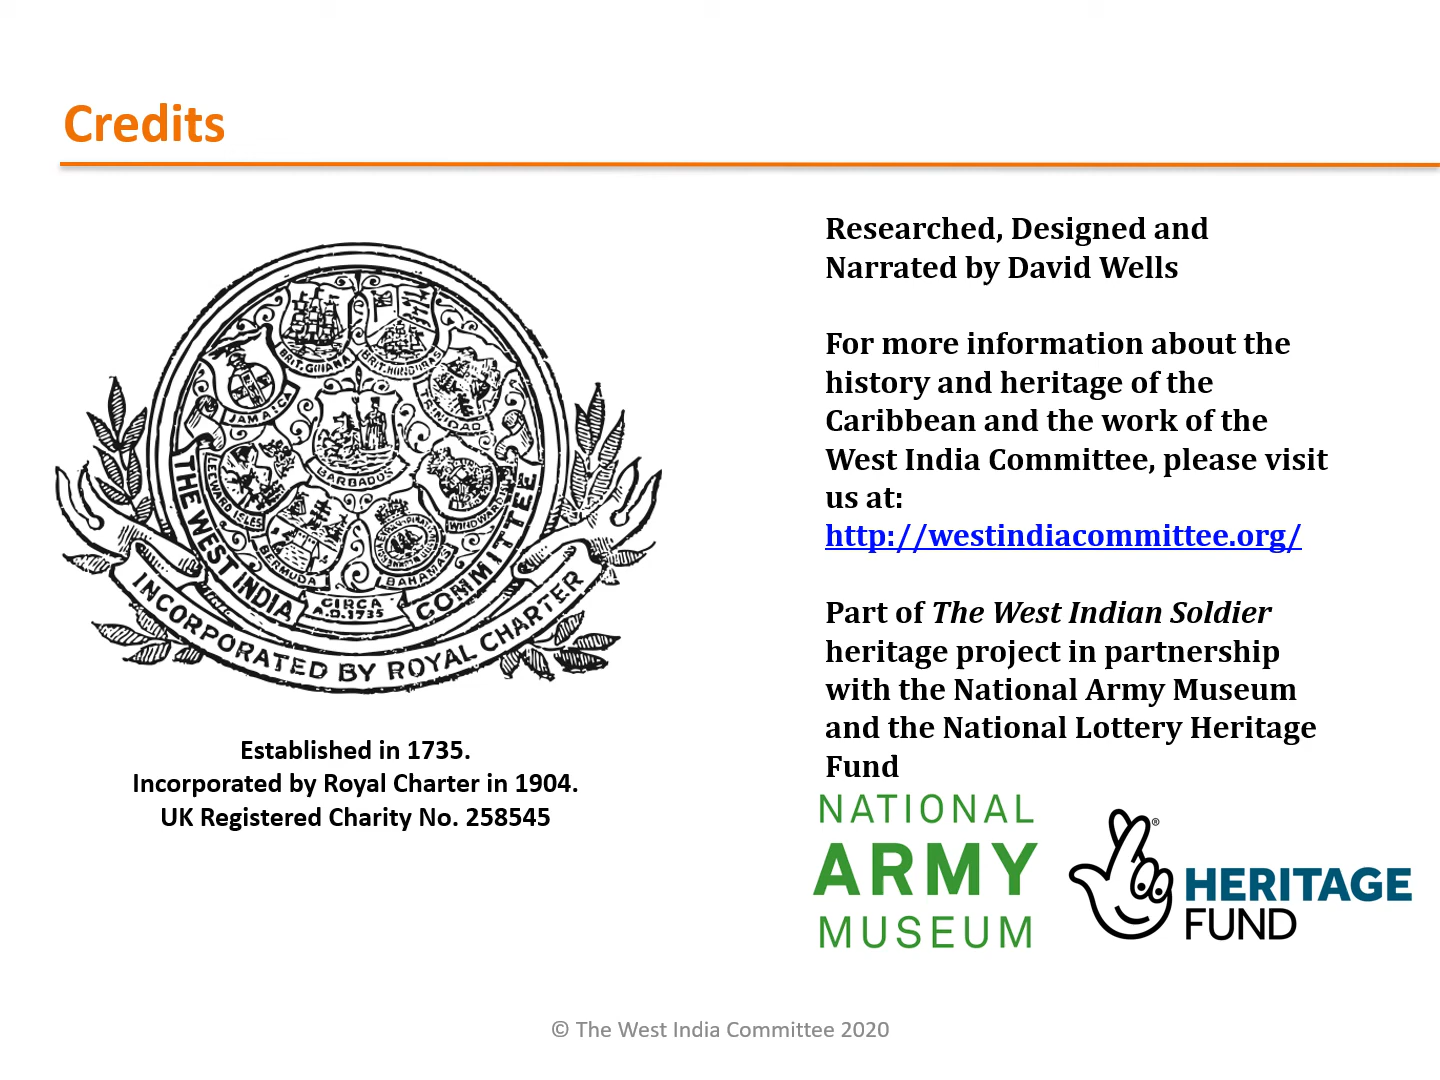 Credits
BRIT. GUIANA
BRIT. HONDURAS
JAMAICA
TRINIDAD
BARBADOS
LEEWARD ISLES
WINDWARD
BERMUDA
BAHAMAS
THE WEST INDIA COMMITTEE
CIRCA
A.D. 1735
INCORPORATED BY ROYAL CHARTER
Established in 1735.
Incorporated by Royal Charter in 1904.
UK Registered Charity No. 258545
Researched, Designed and
Narrated by David Wells
For more information about the
history and heritage of the
Caribbean and the work of the
West India Committee, please visit
us at:
http://westindiacommittee.org/
Part of The West Indian Soldier
heritage project in partnership
with the National Army Museum
and the National Lottery Heritage
Fund
NATIONAL
ARMY
MUSEUM
®
HERITAGE
FUND
© The West India Committee 2020